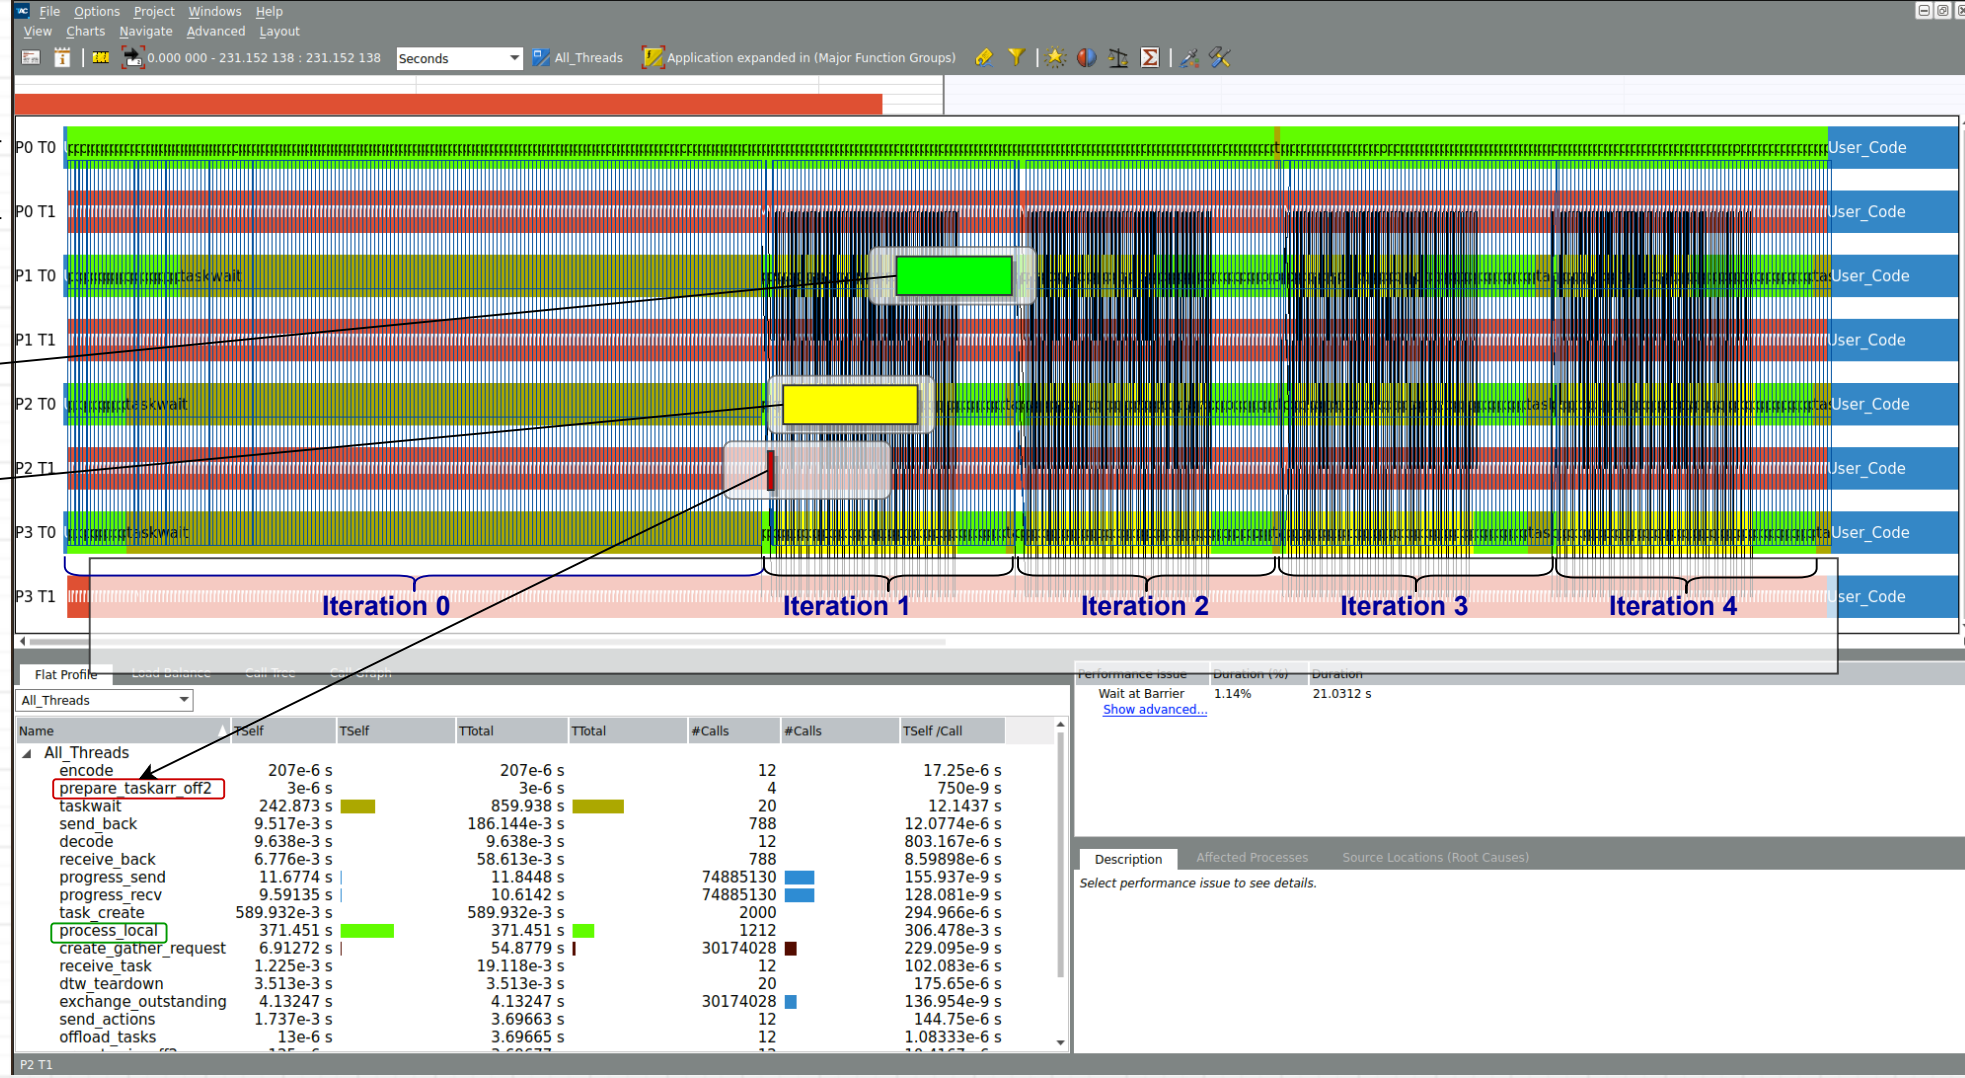 File Options Project Windows Help
View Charts Navigate Advanced Layout
0.000 000 - 231.152 138 : 231.152 138 Seconds All_Threads Application expanded in (Major Function Groups)
P0 T0 User_Code
P0 T1 User_Code
P1 T0 taskwait User_Code
P1 T1 User_Code
P2 T0 taskwait User_Code
P2 T1 User_Code
P3 T0 taskwait User_Code
P3 T1 User_Code
Iteration 0 Iteration 1 Iteration 2 Iteration 3 Iteration 4
Flat Profile Load Balance Call Tree Call Graph
Performance Issue Duration (%) Duration
All_Threads
Wait at Barrier 1.14% 21.0312 s
Show advanced...
Name TSelf TSelf TTotal TTotal #Calls #Calls TSelf /Call
All_Threads
encode 207e-6 s 207e-6 s 12 17.25e-6 s
prepare_taskarr_off2 3e-6 s 3e-6 s 4 750e-9 s
taskwait 242.873 s 859.938 s 20 12.1437 s
send_back 9.517e-3 s 186.144e-3 s 788 12.0774e-6 s
decode 9.638e-3 s 9.638e-3 s 12 803.167e-6 s
receive_back 6.776e-3 s 58.613e-3 s 788 8.59898e-6 s
progress_send 11.6774 s 11.8448 s 74885130 155.937e-9 s
progress_recv 9.59135 s 10.6142 s 74885130 128.081e-9 s
task_create 589.932e-3 s 589.932e-3 s 2000 294.966e-6 s
process_local 371.451 s 371.451 s 1212 306.478e-3 s
create_gather_request 6.91272 s 54.8779 s 30174028 229.095e-9 s
receive_task 1.225e-3 s 19.118e-3 s 12 102.083e-6 s
dtw_teardown 3.513e-3 s 3.513e-3 s 20 175.65e-6 s
exchange_outstanding 4.13247 s 4.13247 s 30174028 136.954e-9 s
send_actions 1.737e-3 s 3.69663 s 12 144.75e-6 s
offload_tasks 13e-6 s 3.69665 s 12 1.08333e-6 s
Description Affected Processes Source Locations (Root Causes)
Select performance issue to see details.
P2 T1